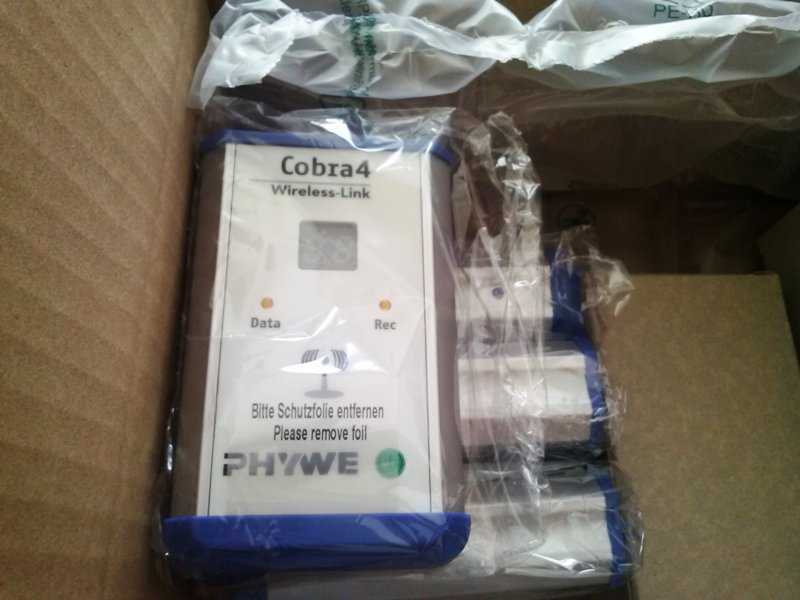 Cobra4
Wireless-Link
Data
Rec
Bitte Schutzfolie entfernen
Please remove foil
PHYWE